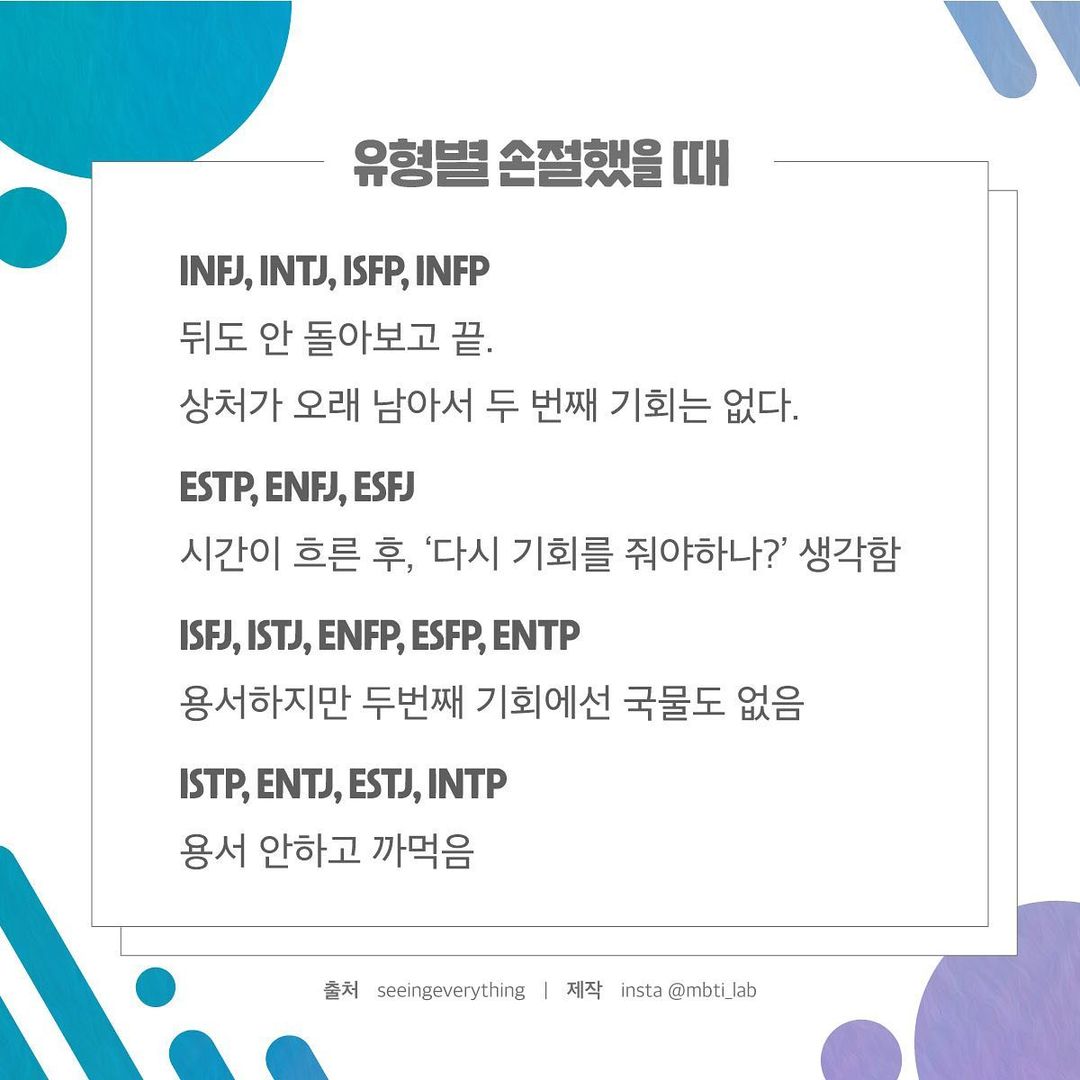 유형별 손절했을 때
INFJ, INTJ, ISFP, INFP
뒤도 안 돌아보고 끝.
상처가 오래 남아서 두 번째 기회는 없다.
ESTP, ENFJ, ESFJ
시간이 흐른 후, ‘다시 기회를 줘야하나?’ 생각함
ISFJ, ISTJ, ENFP, ESFP, ENTP
용서하지만 두번째 기회에선 국물도 없음
ISTP, ENTJ, ESTJ, INTP
용서 안하고 까먹음
출처 seeingeverything | 제작 insta @mbti_lab